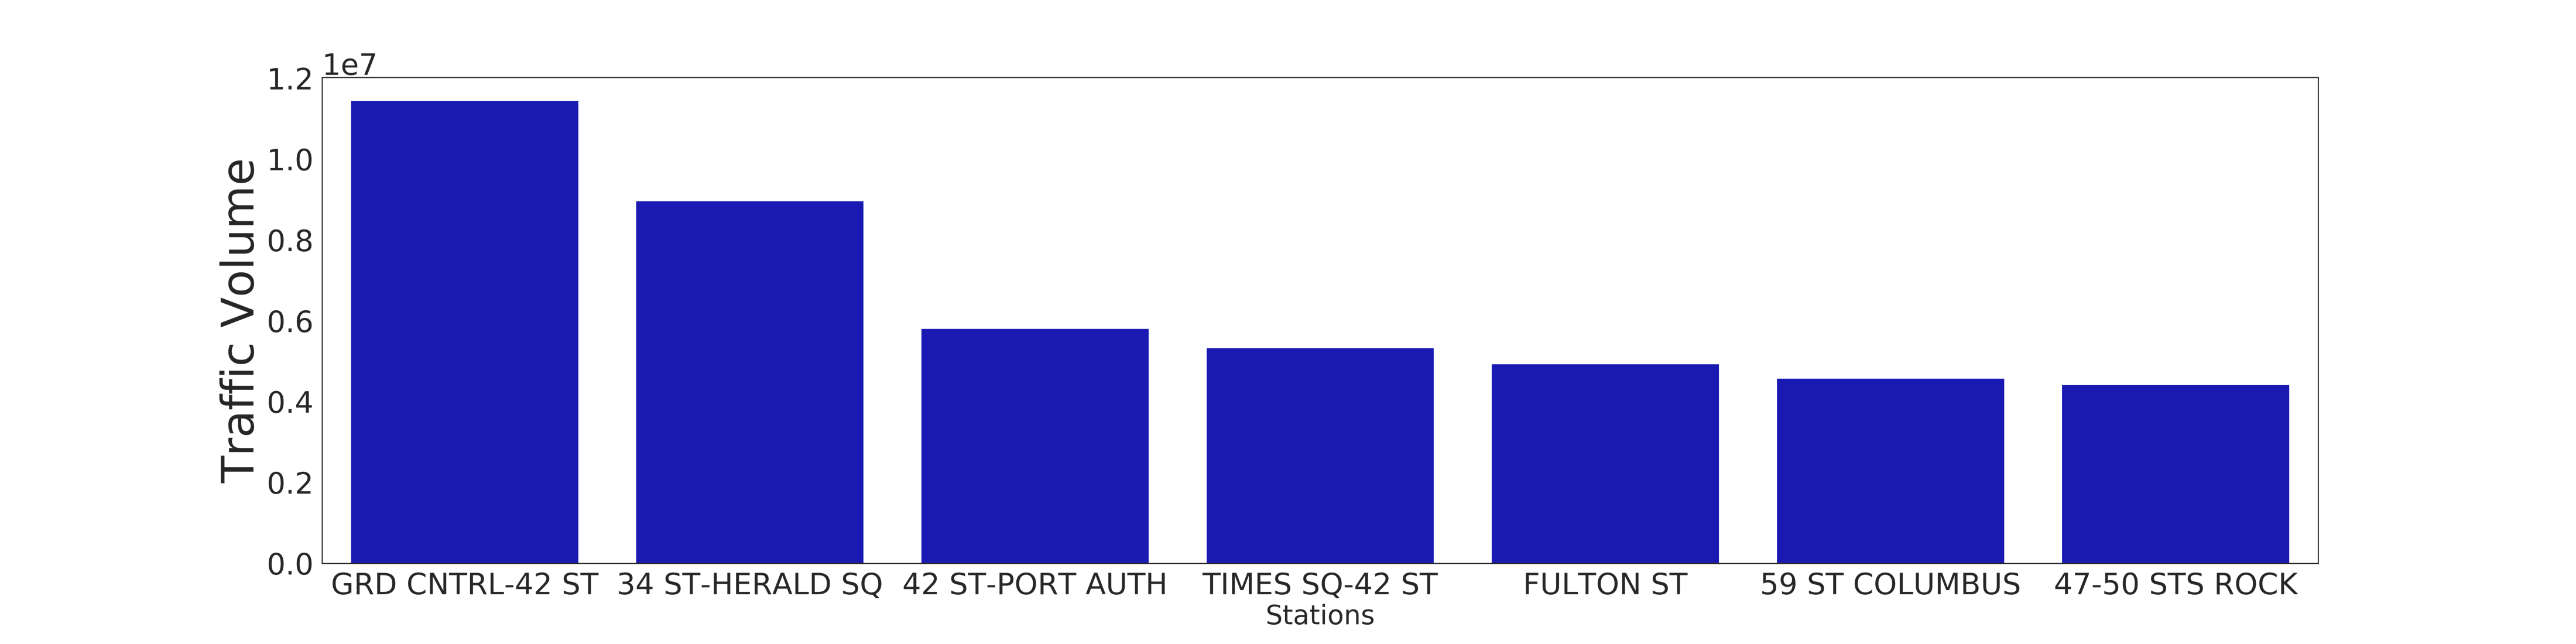 1e7
1.2
1.0
0.8
0.6
0.4
0.2
0.0
Traffic Volume
GRD CNTRL-42 ST 34 ST-HERALD SQ 42 ST-PORT AUTH TIMES SQ-42 ST FULTON ST 59 ST COLUMBUS 47-50 STS ROCK
Stations